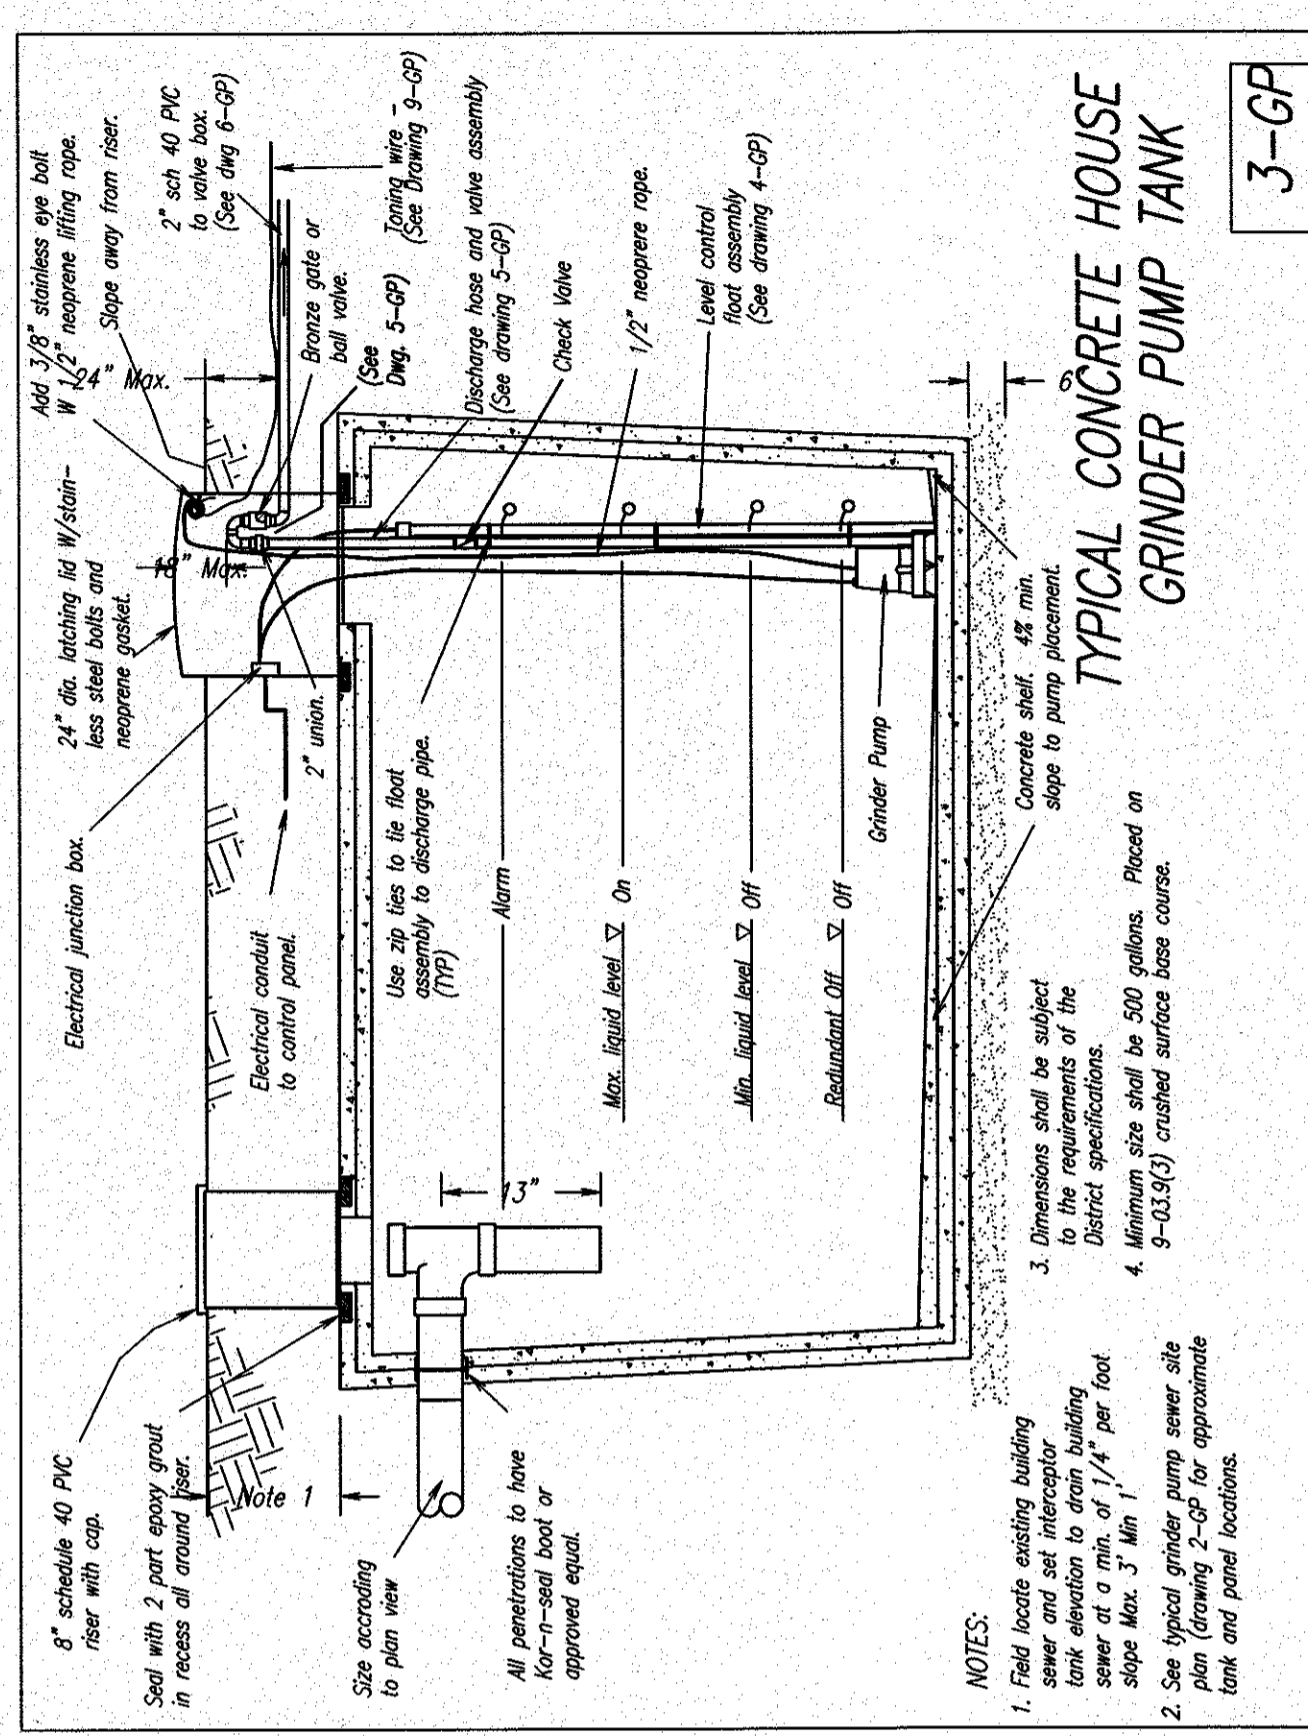 Add 3/8" stainless eye bolt
W 1/2" neoprene lifting rope.
24" Max.
Slope away from riser.
2" sch 40 PVC
to valve box.
(See dwg 6-GP)
Toning wire -
(See Drawing 9-GP)
24" dia. latching lid W/stain-
less steel bolts and
neoprene gasket.
18" Max.
Bronze gate or
ball valve.
(See
Dwg. 5-GP)
Discharge hose and valve assembly
(See drawing 5-GP)
Check Valve
1/2" neoprere rope.
Level control
float assembly
(See drawing 4-GP)
6"
Electrical junction box.
Electrical conduit
to control panel.
2" union.
Use zip ties to tie float
assembly to discharge pipe.
(TYP)
Alarm
Max. liquid level On
Min. liquid level Off
Redundant Off Off
Grinder Pump
Concrete shelf. 4% min.
slope to pump placement.
8" schedule 40 PVC
riser with cap.
Seal with 2 part epoxy grout
in recess all around riser.
Note 1
13"
Size accroding
to plan view
All penetrations to have
Kor-n-seal boot or
approved equal.
NOTES:
1. Field locate existing building
sewer and set interceptor
tank elevation to drain building
sewer at a min. of 1/4" per foot
slope Max. 3' Min 1'
2. See typical grinder pump sewer site
plan (drawing 2-GP for approximate
tank and panel locations.
3. Dimensions shall be subject
to the requirements of the
District specifications.
4. Minimum size shall be 500 gallons. Placed on
9-03.9(3) crushed surface base course.
TYPICAL CONCRETE HOUSE
GRINDER PUMP TANK
3-GP